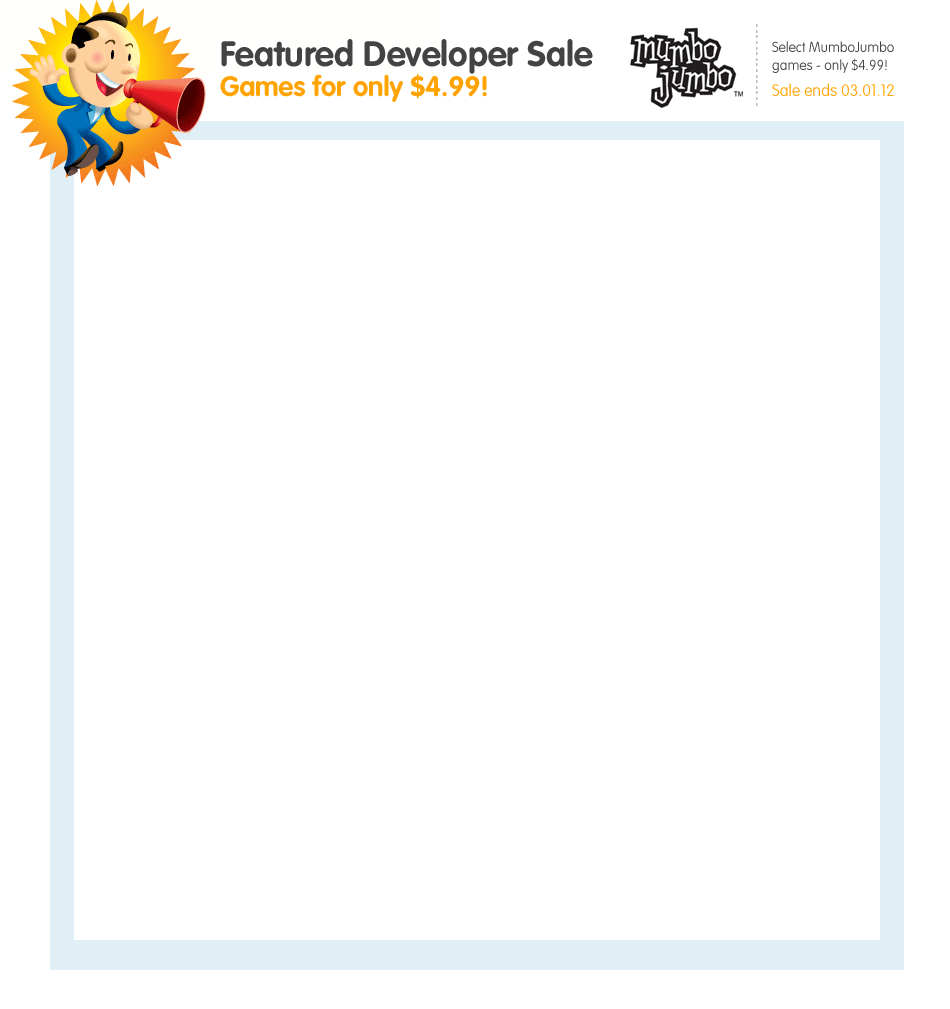 Featured Developer Sale
Games for only $4.99!
mumbo
jumbo
TM
Select MumboJumbo
games - only $4.99!
Sale ends 03.01.12